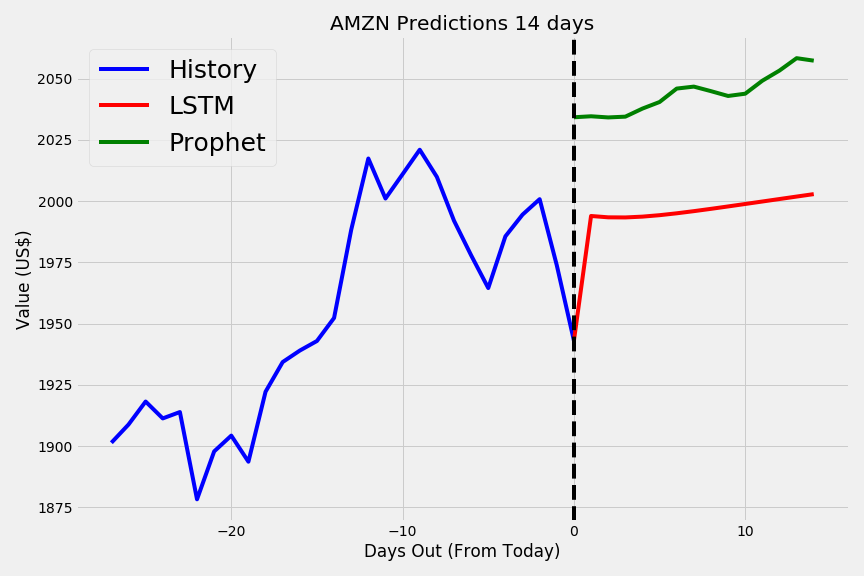 AMZN Predictions 14 days
History
LSTM
Prophet
2050
2025
2000
1975
1950
1925
1900
1875
Value (US$)
−20
−10
0
10
Days Out (From Today)